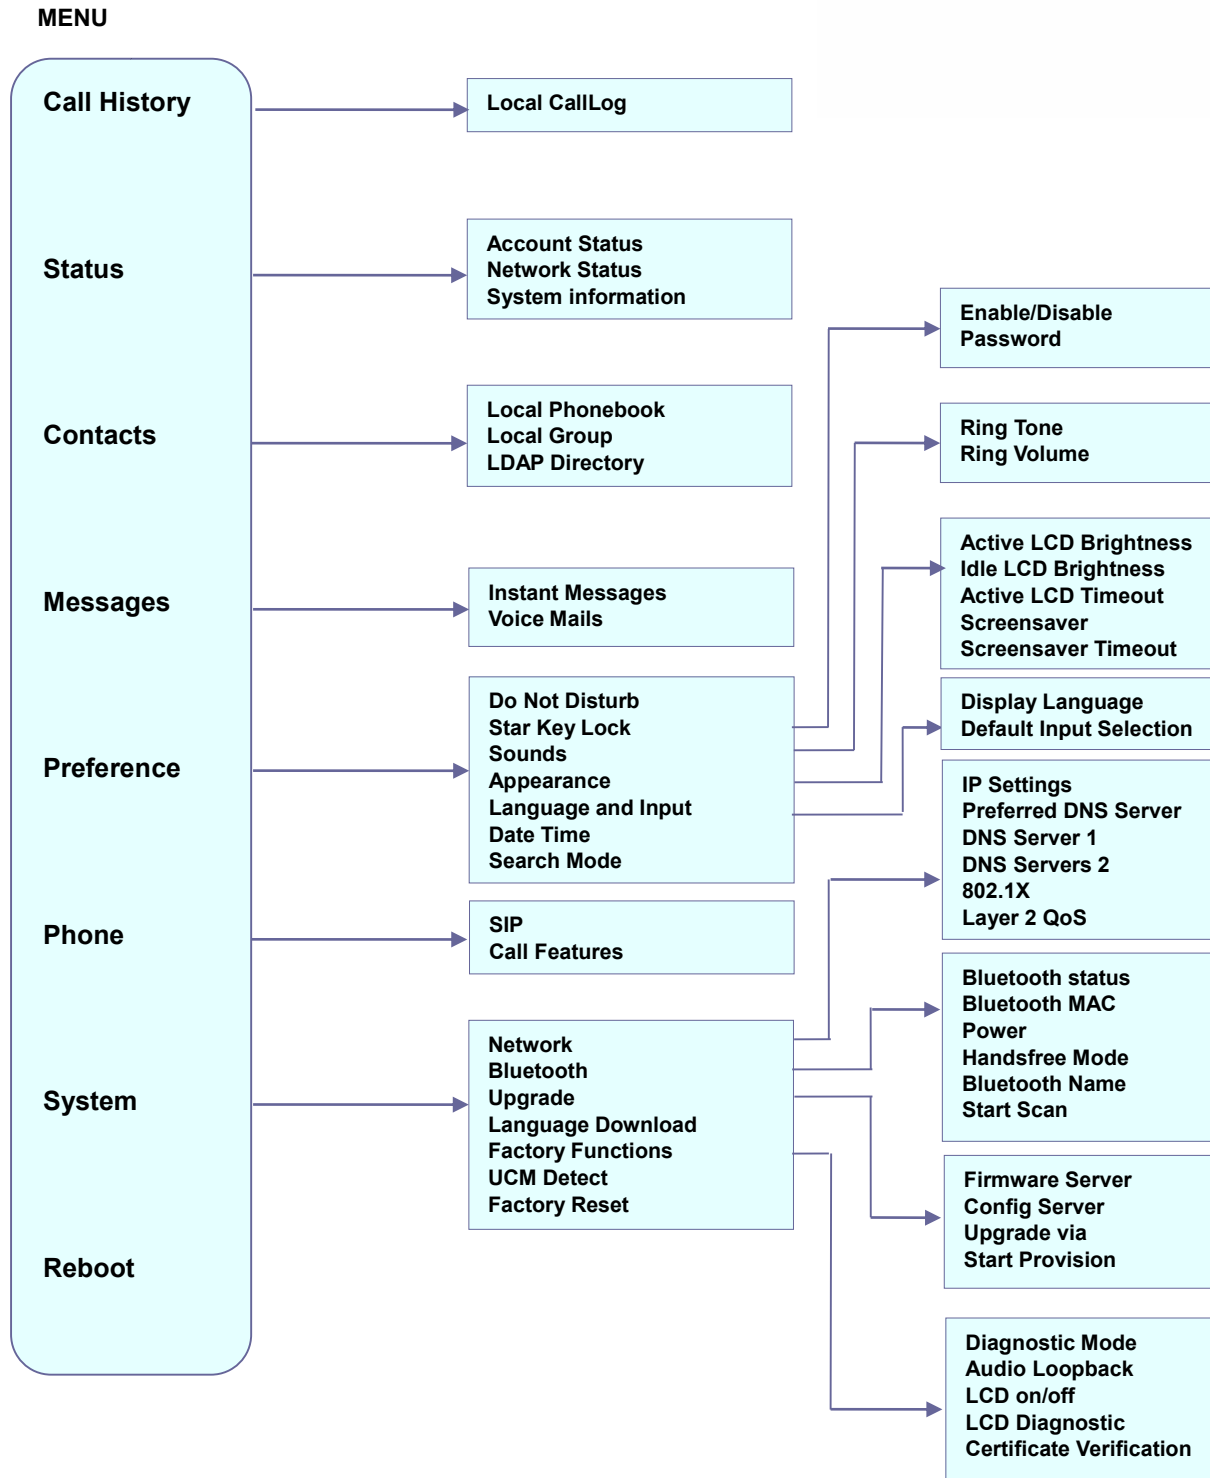 MENU
Call History
Local CallLog
Status
Account Status
Network Status
System information
Enable/Disable
Password
Contacts
Local Phonebook
Local Group
LDAP Directory
Ring Tone
Ring Volume
Messages
Instant Messages
Voice Mails
Active LCD Brightness
Idle LCD Brightness
Active LCD Timeout
Screensaver
Screensaver Timeout
Preference
Do Not Disturb
Star Key Lock
Sounds
Appearance
Language and Input
Date Time
Search Mode
Display Language
Default Input Selection
IP Settings
Preferred DNS Server
DNS Server 1
DNS Servers 2
802.1X
Layer 2 QoS
Phone
SIP
Call Features
Bluetooth status
Bluetooth MAC
Power
Handsfree Mode
Bluetooth Name
Start Scan
System
Network
Bluetooth
Upgrade
Language Download
Factory Functions
UCM Detect
Factory Reset
Firmware Server
Config Server
Upgrade via
Start Provision
Reboot
Diagnostic Mode
Audio Loopback
LCD on/off
LCD Diagnostic
Certificate Verification